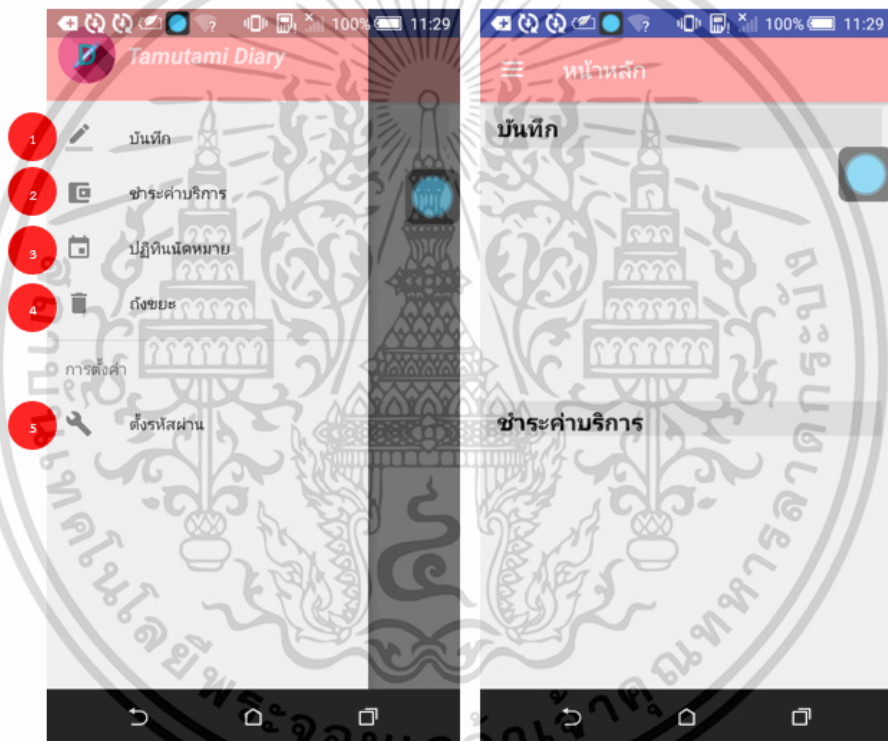 100% 11:29
Tamutami Diary
1 บันทึก
2 ชำระค่าบริการ
3 ปฏิทินนัดหมาย
4 ถังขยะ
การตั้งค่า
5 ตั้งรหัสผ่าน
? 100% 11:29
หน้าหลัก
บันทึก
ชำระค่าบริการ